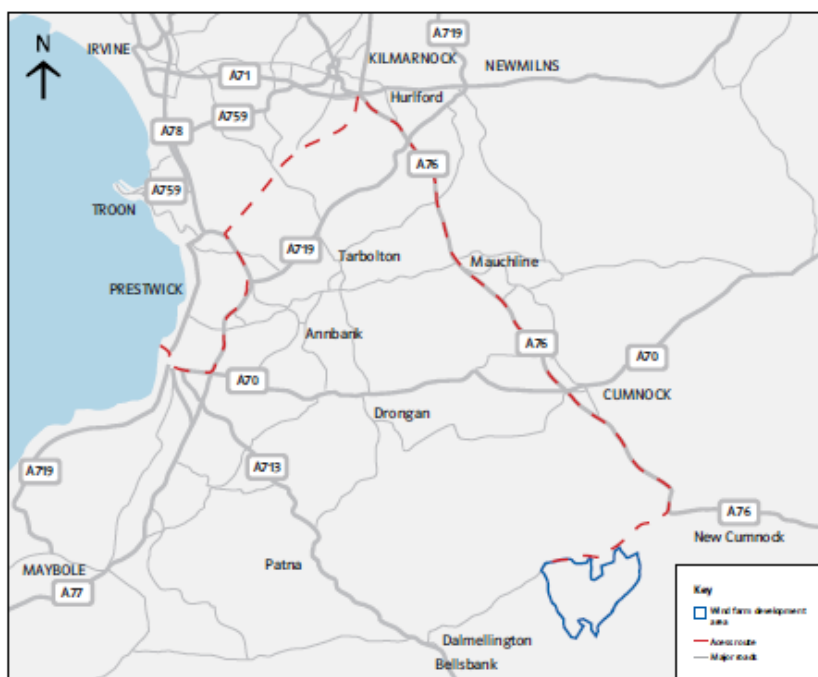 N
IRVINE
A71
KILMARNOCK
A719
NEWMILNS
Hurlford
A759
A78
A76
A759
TROON
A719
Tarbolton
Mauchline
PRESTWICK
Annbank
A76
A70
A70
CUMNOCK
Drongan
A719
A713
A76
New Cumnock
Patna
MAYBOLE
A77
Dalmellington
Bellsbank
Key
Wind farm development
area
Acess route
Major roads